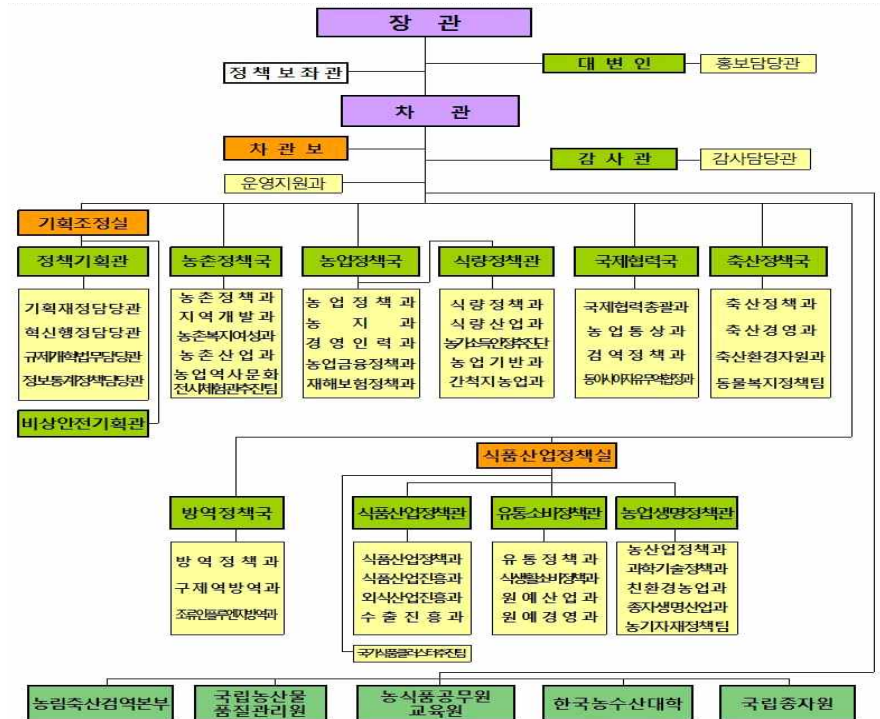 장 관
정책보좌관
대 변 인
홍보담당관
차 관
차 관 보
감 사 관
감사담당관
운영지원과
기획조정실
정책기획관
농촌정책국
농업정책국
식량정책관
국제협력국
축산정책국
기획재정담당관
혁신행정담당관
규제개혁법무담당관
정보통계정책담당관
농촌정책과
지역개발과
농촌복지여성과
농촌산업과
농업역사문화
전시체험관추진팀
농업정책과
농 지 과
경영인력과
농업금융정책과
재해보험정책과
식량정책과
식량산업과
농가소득안정추진단
농업기반과
간척지농업과
국제협력총괄과
농업통상과
검역정책과
동아시아자유무역협정과
축산정책과
축산경영과
축산환경자원과
동물복지정책팀
비상안전기획관
식품산업정책실
방역정책국
식품산업정책관
유통소비정책관
농업생명정책관
방역정책과
구제역방역과
조류인플루엔자방역과
식품산업정책과
식품산업진흥과
외식산업진흥과
수출진흥과
유통정책과
식생활소비정책과
원예산업과
원예경영과
농산업정책과
과학기술정책과
친환경농업과
종자생명산업과
농기자재정책팀
국가식품클러스터추진팀
농림축산검역본부
국립농산물
품질관리원
농식품공무원
교육원
한국농수산대학
국립종자원